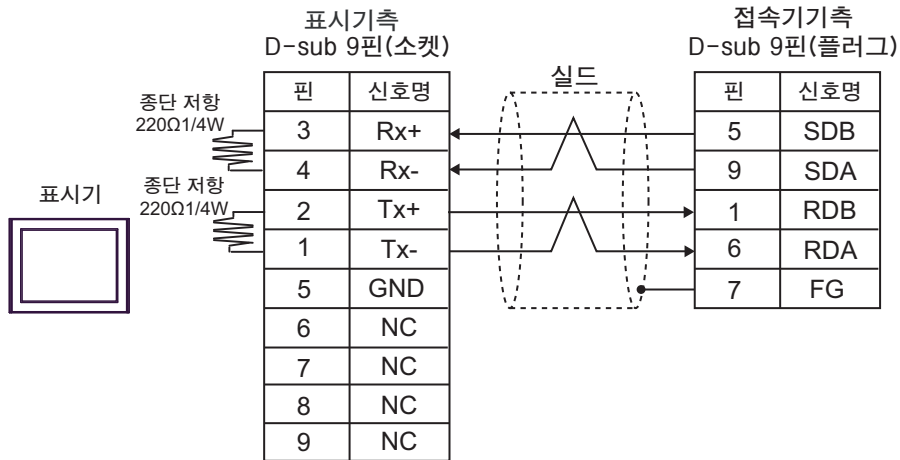 표시기측
D-sub 9핀(소켓)
접속기기측
D-sub 9핀(플러그)
실드
종단 저항
220Ω1/4W
종단 저항
220Ω1/4W
표시기
핀 신호명
3 Rx+
4 Rx-
2 Tx+
1 Tx-
5 GND
6 NC
7 NC
8 NC
9 NC
핀 신호명
5 SDB
9 SDA
1 RDB
6 RDA
7 FG